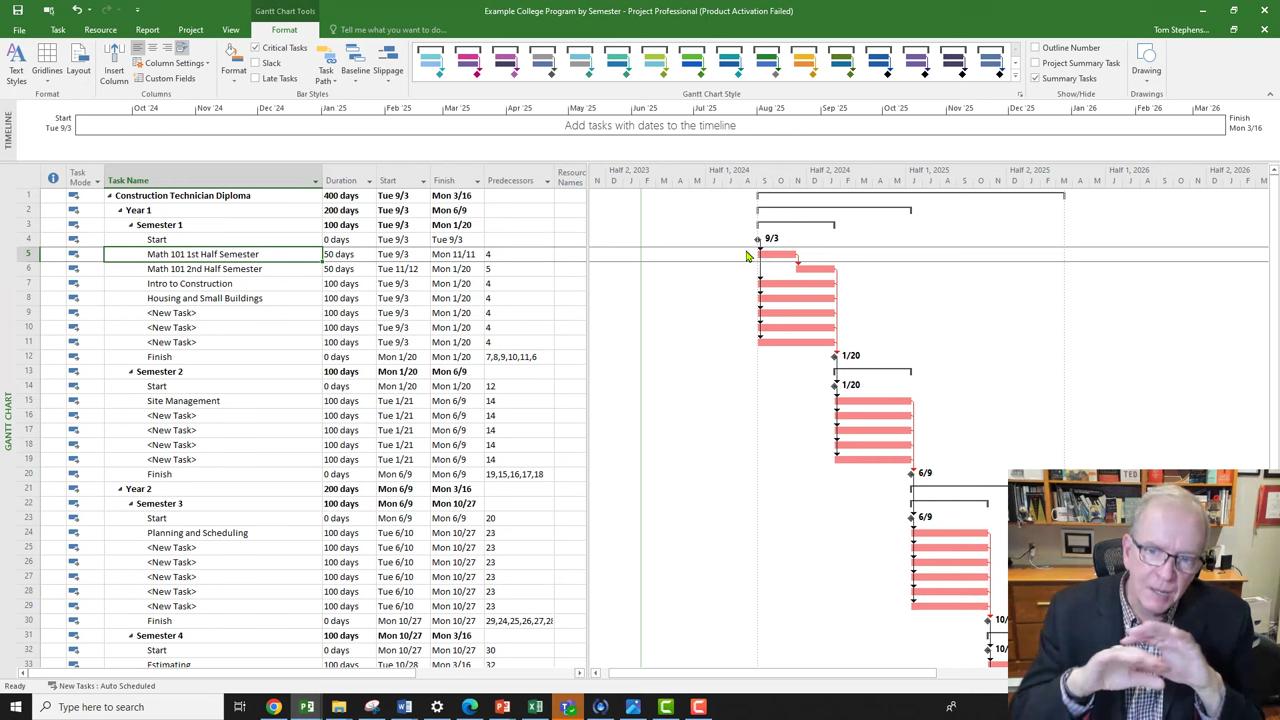 Gantt Chart Tools
Example College Program by Semester - Project Professional (Product Activation Failed)
Tom Stephens...
File Task Resource Report Project View Format Tell me what you want to do...
Text Styles
Gridlines
Layout
Format
Insert Column
Column Settings
Custom Fields
Columns
Format
Critical Tasks
Slack
Late Tasks
Task Path
Baseline
Slippage
Bar Styles
Gantt Chart Style
Outline Number
Project Summary Task
Summary Tasks
Show/Hide
Drawing
Drawings
TIMELINE
Oct '24 Nov '24 Dec '24 Jan '25 Feb '25 Mar '25 Apr '25 May '25 Jun '25 Jul '25 Aug '25 Sep '25 Oct '25 Nov '25 Dec '25 Jan '26 Feb '26 Mar '26
Start
Tue 9/3
Add tasks with dates to the timeline
Finish
Mon 3/16
GANTT CHART
Task Mode Task Name Duration Start Finish Predecessors Resource Names
Half 2, 2023 Half 1, 2024 Half 2, 2024 Half 1, 2025 Half 2, 2025 Half 1, 2026 Half 2, 2026
N D J F M A M J J A S O N D J F M A M J J A S O N D J F M A M J J A S O N D J
1 Construction Technician Diploma 400 days Tue 9/3 Mon 3/16
2 Year 1 200 days Tue 9/3 Mon 6/9
3 Semester 1 100 days Tue 9/3 Mon 1/20
4 Start 0 days Tue 9/3 Tue 9/3 9/3
5 Math 101 1st Half Semester 50 days Tue 9/3 Mon 11/11 4
6 Math 101 2nd Half Semester 50 days Tue 11/12 Mon 1/20 5
7 Intro to Construction 100 days Tue 9/3 Mon 1/20 4
8 Housing and Small Buildings 100 days Tue 9/3 Mon 1/20 4
9 <New Task> 100 days Tue 9/3 Mon 1/20 4
10 <New Task> 100 days Tue 9/3 Mon 1/20 4
11 <New Task> 100 days Tue 9/3 Mon 1/20 4
12 Finish 0 days Mon 1/20 Mon 1/20 7,8,9,10,11,6 1/20
13 Semester 2 100 days Mon 1/20 Mon 6/9
14 Start 0 days Mon 1/20 Mon 1/20 12 1/20
15 Site Management 100 days Tue 1/21 Mon 6/9 14
16 <New Task> 100 days Tue 1/21 Mon 6/9 14
17 <New Task> 100 days Tue 1/21 Mon 6/9 14
18 <New Task> 100 days Tue 1/21 Mon 6/9 14
19 <New Task> 100 days Tue 1/21 Mon 6/9 14
20 Finish 0 days Mon 6/9 Mon 6/9 19,15,16,17,18 6/9
21 Year 2 200 days Mon 6/9 Mon 3/16
22 Semester 3 100 days Mon 6/9 Mon 10/27
23 Start 0 days Mon 6/9 Mon 6/9 20 6/9
24 Planning and Scheduling 100 days Tue 6/10 Mon 10/27 23
25 <New Task> 100 days Tue 6/10 Mon 10/27 23
26 <New Task> 100 days Tue 6/10 Mon 10/27 23
27 <New Task> 100 days Tue 6/10 Mon 10/27 23
28 <New Task> 100 days Tue 6/10 Mon 10/27 23
29 <New Task> 100 days Tue 6/10 Mon 10/27 23
30 Finish 0 days Mon 10/27 Mon 10/27 29,24,25,26,27,28 10/
31 Semester 4 100 days Mon 10/27 Mon 3/16
32 Start 0 days Mon 10/27 Mon 10/27 30 10/
33 Estimating 100 days Tue 10/28 Mon 3/16 32
TED
Ready New Tasks : Auto Scheduled
Type here to search